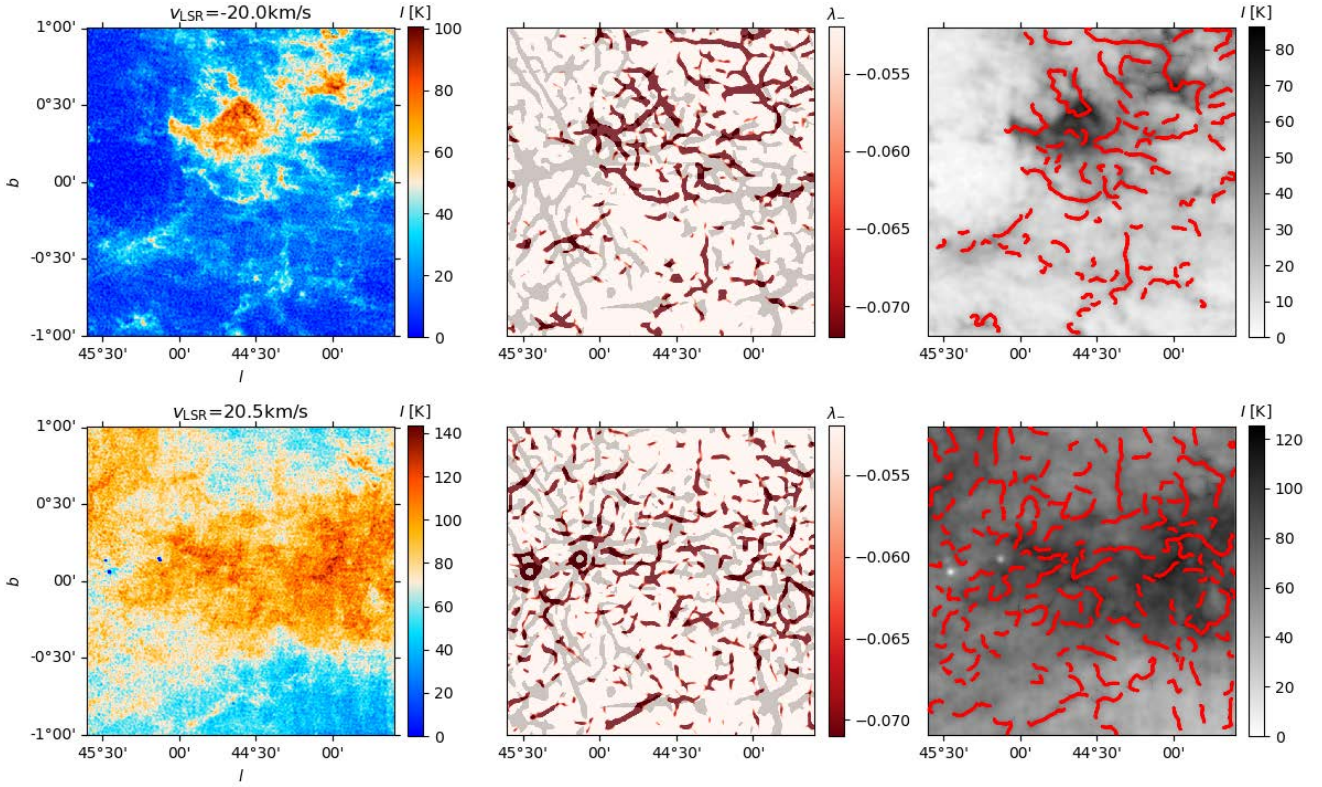 v_LSR=-20.0km/s I [K] λ_ I [K]
1°00' 100
0°30' 80 −0.055 80
b 00' 60 −0.060 70
-0°30' 40 −0.065 60
-1°00' 20 −0.070 50
0 40
30
20
10
0
45°30' 00' 44°30' 00' 45°30' 00' 44°30' 00' 45°30' 00' 44°30' 00'
l
v_LSR=20.5km/s I [K] λ_ I [K]
1°00' 140
0°30' 120 −0.055 120
b 00' 100 −0.060 100
-0°30' 80 −0.065 80
-1°00' 60 −0.070 60
40 40
20 20
0 0
45°30' 00' 44°30' 00' 45°30' 00' 44°30' 00' 45°30' 00' 44°30' 00'
l